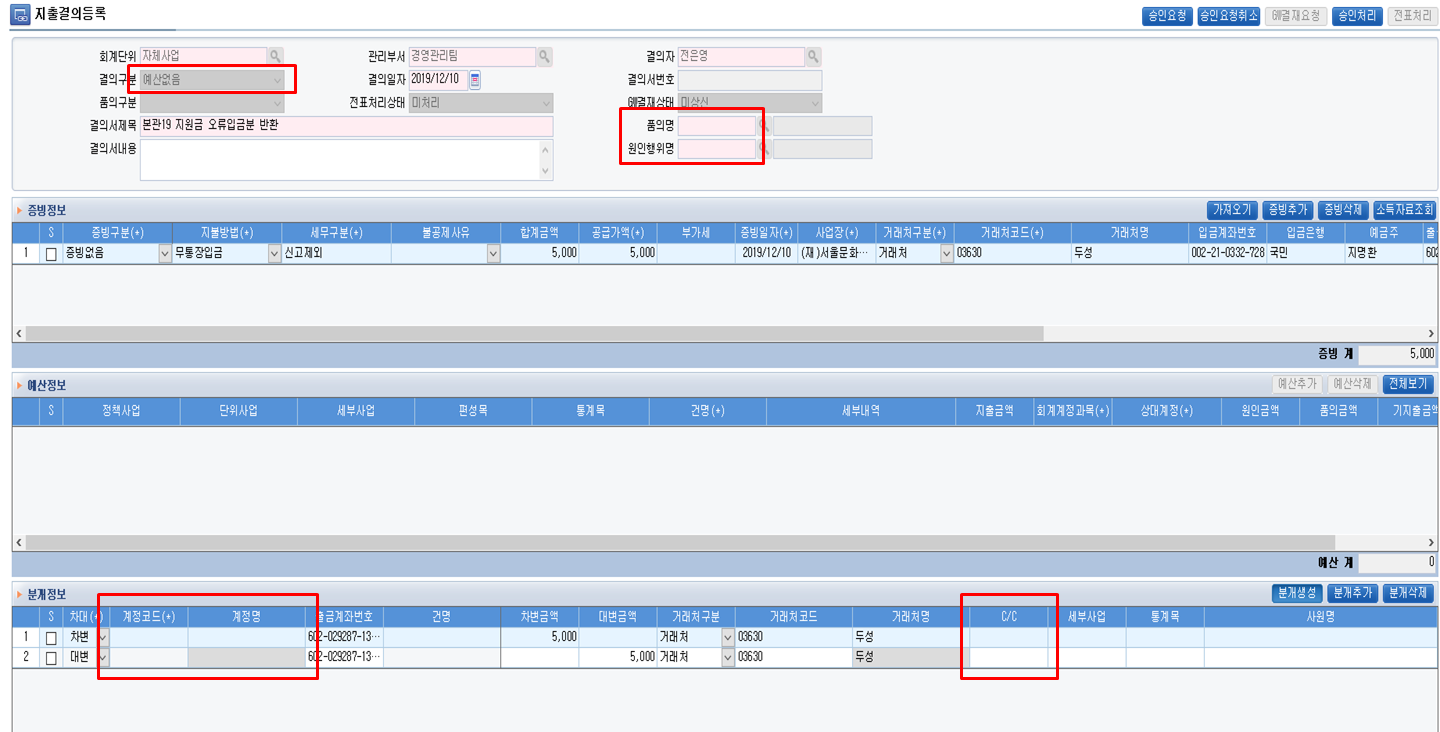 지출결의등록
승인요청 승인요청취소 GW결재요청 승인처리 전표처리
회계단위 자체사업 관리부서 경영관리팀 결의자 전은영
결의구분 예산없음 결의일자 2019/12/10 결의서번호
품의구분 전표처리상태 미처리 GW결재상태 미상신
결의서제목 본관19 지원금 오류입금분 반환 품의명
결의서내용 원인행위명
증빙정보 가져오기 증빙추가 증빙삭제 소득자료조회
S 증빙구분(*) 지불방법(*) 세무구분(*) 불공제사유 합계금액 공급가액(*) 부가세 증빙일자(*) 사업장(*) 거래처구분(*) 거래처코드(*) 거래처명 입금계좌번호 입금은행 예금주 출
1 증빙없음 무통장입금 신고제외 5,000 5,000 2019/12/10 (재)서울문화… 거래처 03630 두성 002-21-0332-728 국민 지명환 602
증빙 계 5,000
예산정보 예산추가 예산삭제 전체보기
S 정책사업 단위사업 세부사업 편성목 통계목 건명(*) 세부내역 지출금액 회계계정과목(*) 상대계정(*) 원인금액 품의금액 기지출금액
예산 계 0
분개정보 분개생성 분개추가 분개삭제
S 차대(*) 계정코드(*) 계정명 출금계좌번호 건명 차변금액 대변금액 거래처구분 거래처코드 거래처명 C/C 세부사업 통계목 사원명
1 차변 602-029287-13… 5,000 거래처 03630 두성
2 대변 602-029287-13… 5,000 거래처 03630 두성